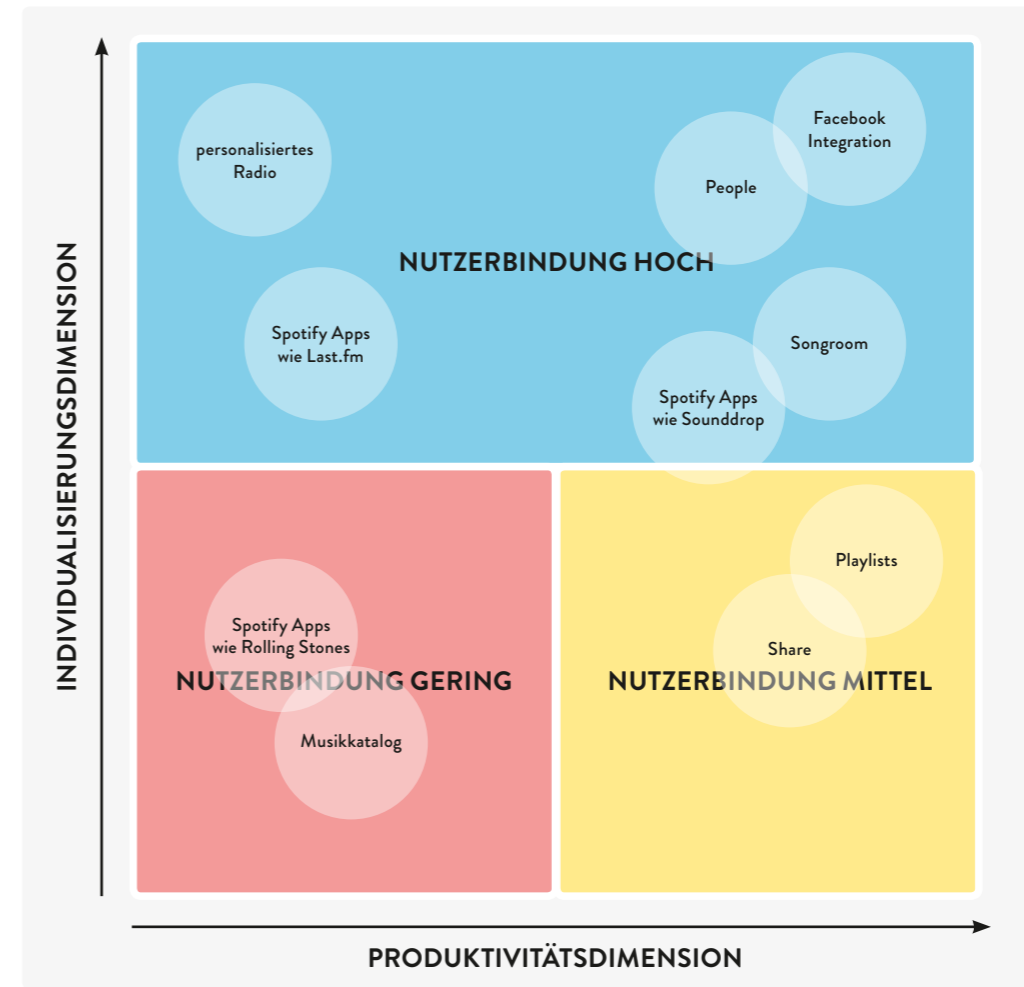 INDIVIDUALISIERUNGSDIMENSION
personalisiertes
Radio
Facebook
Integration
People
NUTZERBINDUNG HOCH
Spotify Apps
wie Last.fm
Songroom
Spotify Apps
wie Sounddrop
Spotify Apps
wie Rolling Stones
NUTZERBINDUNG GERING
Musikkatalog
Playlists
Share
NUTZERBINDUNG MITTEL
PRODUKTIVITÄTSDIMENSION